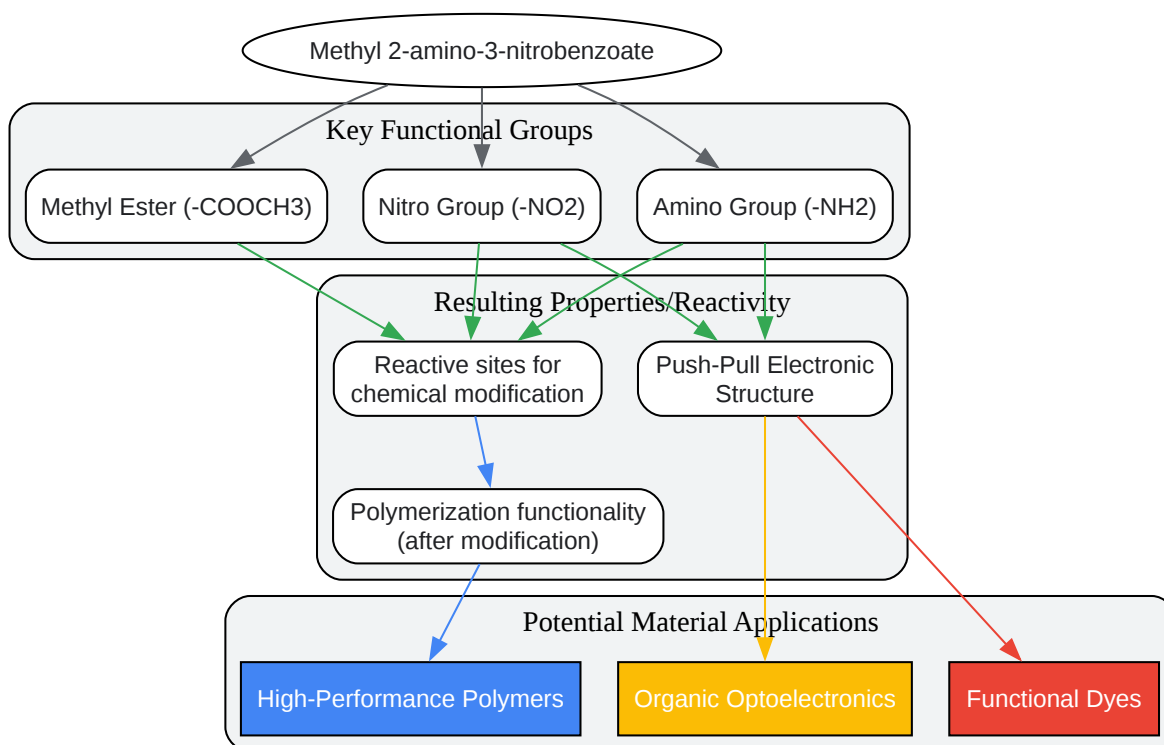 Methyl 2-amino-3-nitrobenzoate
Key Functional Groups
Methyl Ester (-COOCH3)
Nitro Group (-NO2)
Amino Group (-NH2)
Resulting Properties/Reactivity
Reactive sites for
chemical modification
Push-Pull Electronic
Structure
Polymerization functionality
(after modification)
Potential Material Applications
High-Performance Polymers
Organic Optoelectronics
Functional Dyes